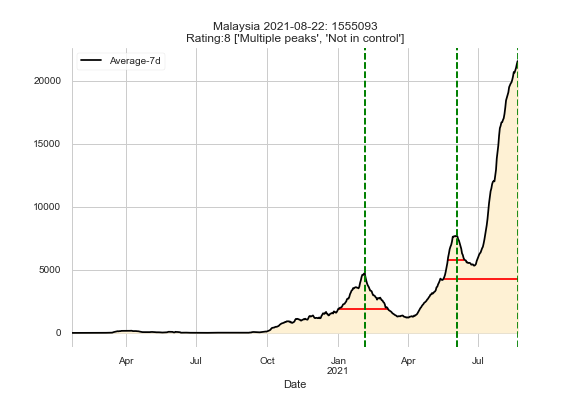 Malaysia 2021-08-22: 1555093
Rating:8 ['Multiple peaks', 'Not in control']
Average-7d
20000
15000
10000
5000
0
Apr Jul Oct Jan Apr Jul
2021
Date